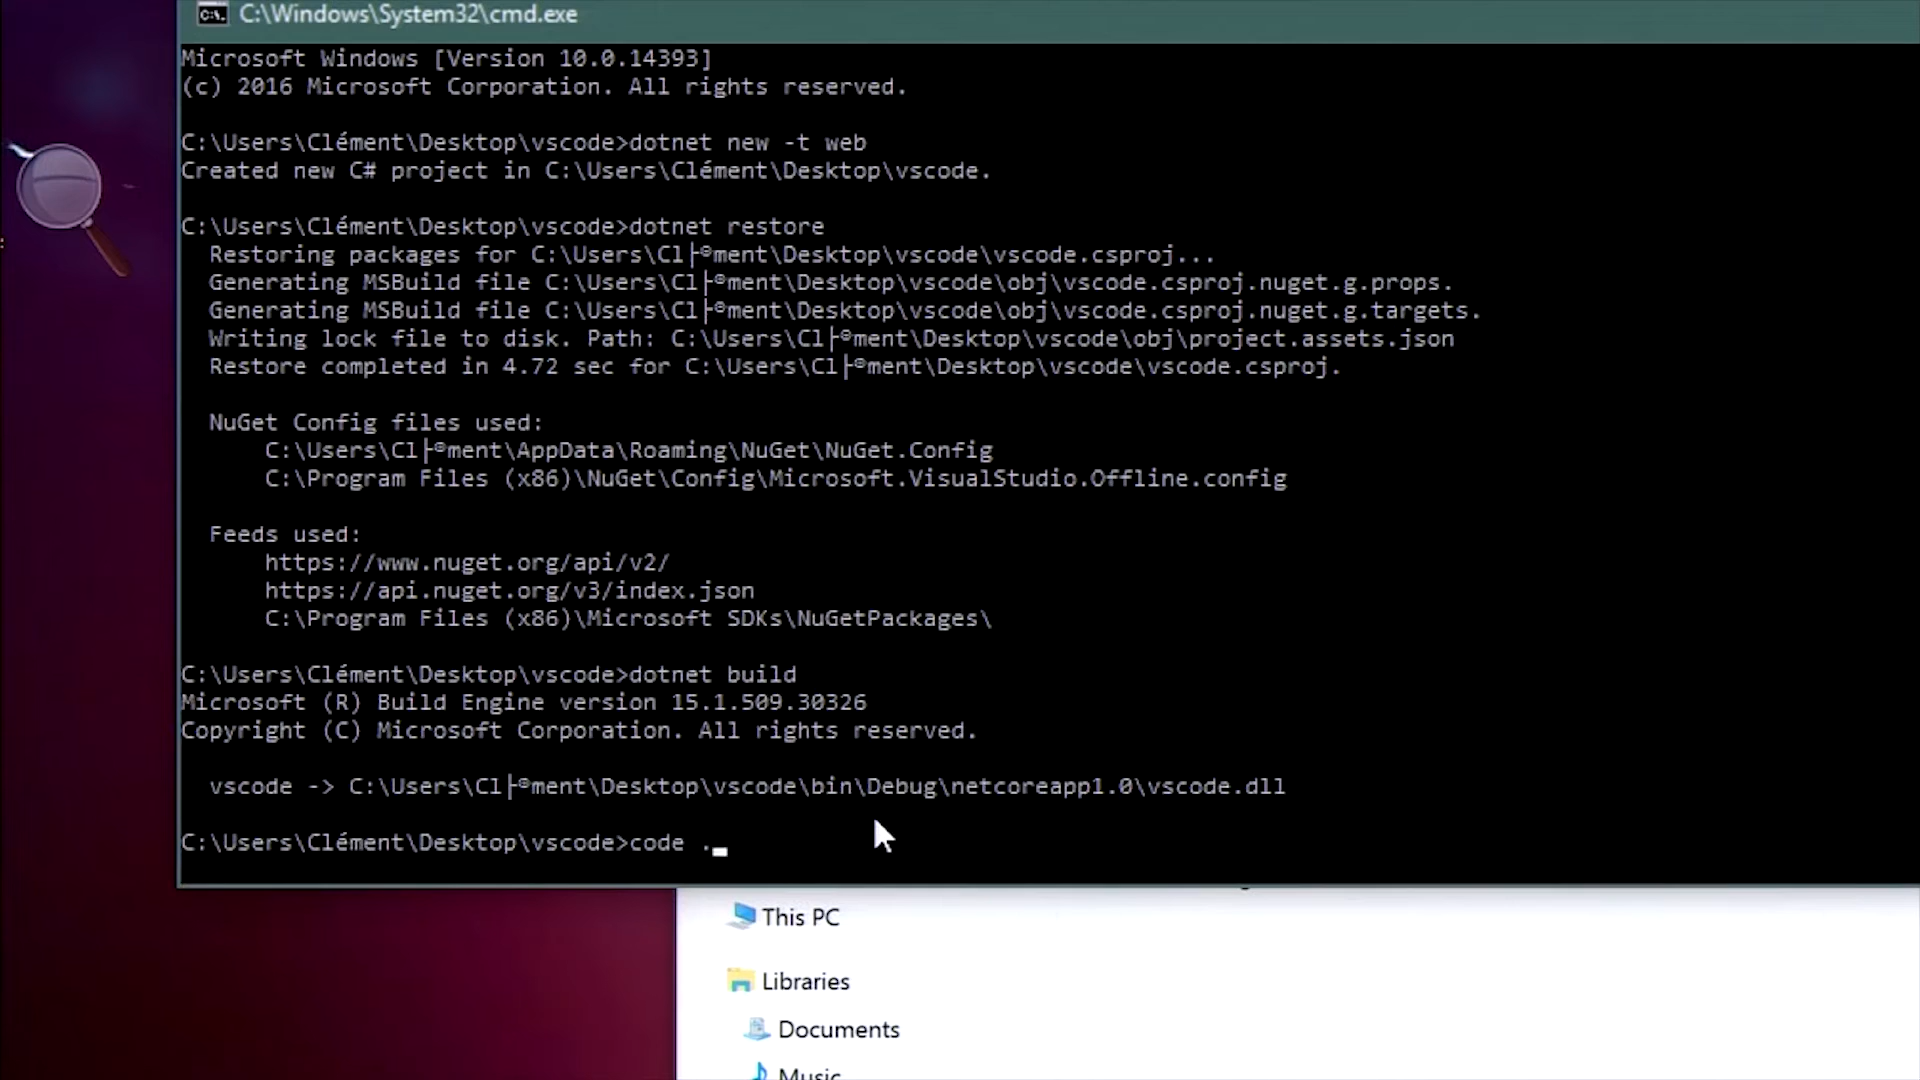 C:\Windows\System32\cmd.exe
Microsoft Windows [Version 10.0.14393]
(c) 2016 Microsoft Corporation. All rights reserved.
C:\Users\Clément\Desktop\vscode>dotnet new -t web
Created new C# project in C:\Users\Clément\Desktop\vscode.
C:\Users\Clément\Desktop\vscode>dotnet restore
  Restoring packages for C:\Users\Cl├®ment\Desktop\vscode\vscode.csproj...
  Generating MSBuild file C:\Users\Cl├®ment\Desktop\vscode\obj\vscode.csproj.nuget.g.props.
  Generating MSBuild file C:\Users\Cl├®ment\Desktop\vscode\obj\vscode.csproj.nuget.g.targets.
  Writing lock file to disk. Path: C:\Users\Cl├®ment\Desktop\vscode\obj\project.assets.json
  Restore completed in 4.72 sec for C:\Users\Cl├®ment\Desktop\vscode\vscode.csproj.
  NuGet Config files used:
      C:\Users\Cl├®ment\AppData\Roaming\NuGet\NuGet.Config
      C:\Program Files (x86)\NuGet\Config\Microsoft.VisualStudio.Offline.config
  Feeds used:
      https://www.nuget.org/api/v2/
      https://api.nuget.org/v3/index.json
      C:\Program Files (x86)\Microsoft SDKs\NuGetPackages\
C:\Users\Clément\Desktop\vscode>dotnet build
Microsoft (R) Build Engine version 15.1.509.30326
Copyright (C) Microsoft Corporation. All rights reserved.
  vscode -> C:\Users\Cl├®ment\Desktop\vscode\bin\Debug\netcoreapp1.0\vscode.dll
C:\Users\Clément\Desktop\vscode>code ._
This PC
Libraries
Documents
Music